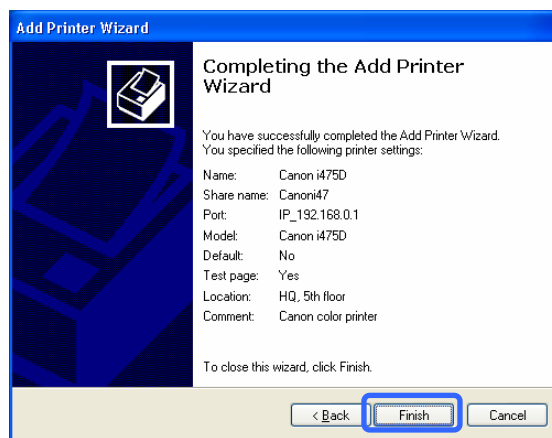 Add Printer Wizard
Completing the Add Printer
Wizard
You have successfully completed the Add Printer Wizard.
You specified the following printer settings:
Name: Canon i475D
Share name: Canoni47
Port: IP_192.168.0.1
Model: Canon i475D
Default: No
Test page: Yes
Location: HQ, 5th floor
Comment: Canon color printer
To close this wizard, click Finish.
< Back Finish Cancel